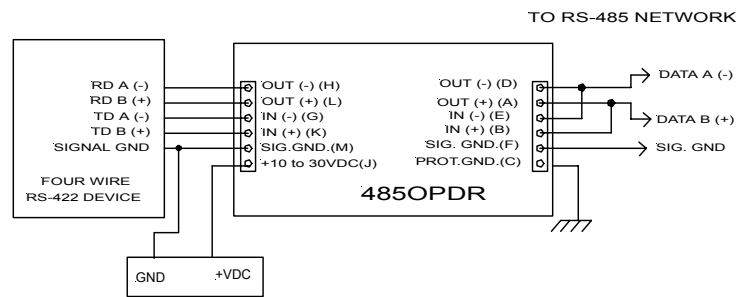 TO RS-485 NETWORK
RD A (-)
RD B (+)
TD A (-)
TD B (+)
SIGNAL GND
FOUR WIRE
RS-422 DEVICE
OUT (-) (H)
OUT (+) (L)
IN (-) (G)
IN (+) (K)
SIG.GND.(M)
+10 to 30VDC(J)
OUT (-) (D)
OUT (+) (A)
IN (-) (E)
IN (+) (B)
SIG. GND.(F)
PROT.GND.(C)
485OPDR
DATA A (-)
DATA B (+)
SIG. GND
GND
+VDC